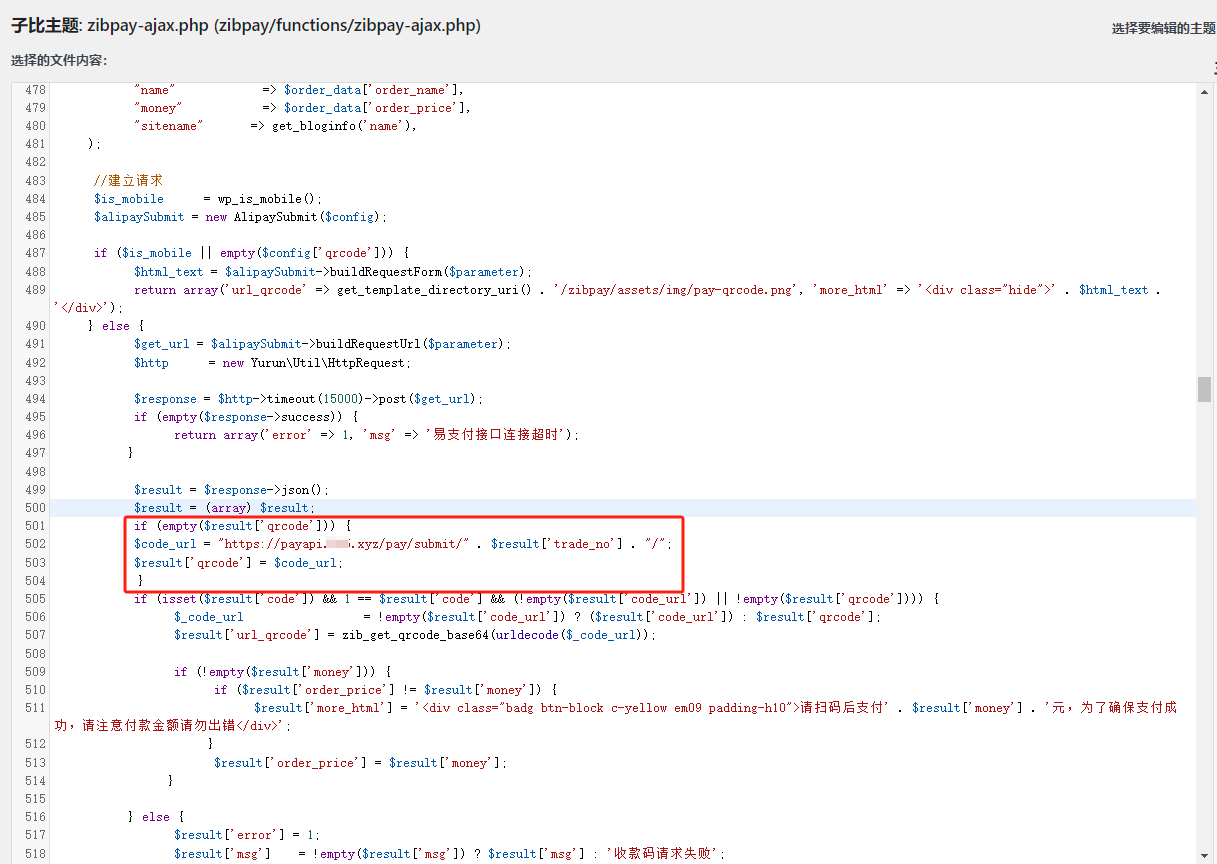 子比主题: zibpay-ajax.php (zibpay/functions/zibpay-ajax.php)
选择要编辑的主题
选择的文件内容:
478 "name" => $order_data['order_name'],
479 "money" => $order_data['order_price'],
480 "sitename" => get_bloginfo('name'),
481 );
482
483 //建立请求
484 $is_mobile = wp_is_mobile();
485 $alipaySubmit = new AlipaySubmit($config);
486
487 if ($is_mobile || empty($config['qrcode'])) {
488 $html_text = $alipaySubmit->buildRequestForm($parameter);
489 return array('url_qrcode' => get_template_directory_uri() . '/zibpay/assets/img/pay-qrcode.png', 'more_html' => '<div class="hide">' . $html_text .
'</div>');
490 } else {
491 $get_url = $alipaySubmit->buildRequestUrl($parameter);
492 $http = new Yurun\Util\HttpRequest;
493
494 $response = $http->timeout(15000)->post($get_url);
495 if (empty($response->success)) {
496 return array('error' => 1, 'msg' => '易支付接口连接超时');
497 }
498
499 $result = $response->json();
500 $result = (array) $result;
501 if (empty($result['qrcode'])) {
502 $code_url = "https://payapi. .xyz/pay/submit/" . $result['trade_no'] . "/";
503 $result['qrcode'] = $code_url;
504 }
505 if (isset($result['code']) && 1 == $result['code'] && (!empty($result['code_url']) || !empty($result['qrcode']))) {
506 $_code_url = !empty($result['code_url']) ? ($result['code_url']) : $result['qrcode'];
507 $result['url_qrcode'] = zib_get_qrcode_base64(urldecode($_code_url));
508
509 if (!empty($result['money'])) {
510 if ($result['order_price'] != $result['money']) {
511 $result['more_html'] = '<div class="badg btn-block c-yellow em09 padding-h10">请扫码后支付' . $result['money'] . '元，为了确保支付成
功，请注意付款金额请勿出错</div>';
512 }
513 $result['order_price'] = $result['money'];
514 }
515
516 } else {
517 $result['error'] = 1;
518 $result['msg'] = !empty($result['msg']) ? $result['msg'] : '收款码请求失败';